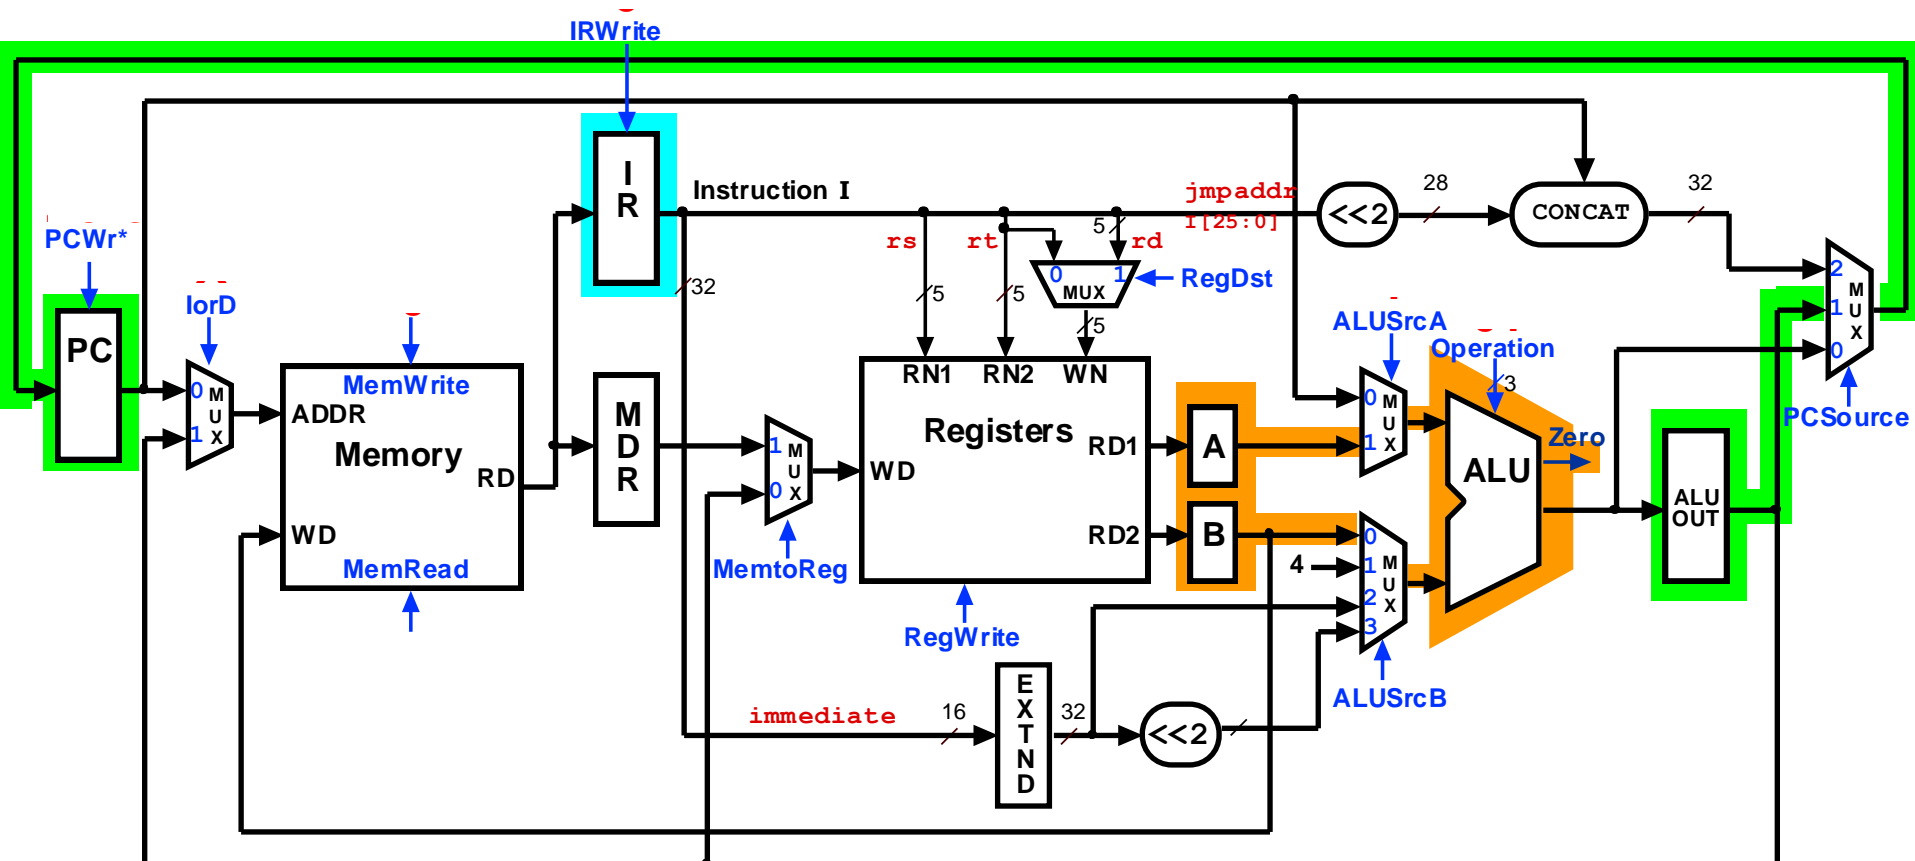 IRWrite
I
R
Instruction I
32
jmpaddr
I[25:0]
<<2
28
CONCAT
32
PCWr*
PC
IorD
0
1
M
U
X
MemWrite
ADDR
Memory
RD
WD
MemRead
M
D
R
1
0
M
U
X
MemtoReg
rs
rt
rd
5
5
5
5
0
1
MUX
RegDst
RN1
RN2
WN
Registers
WD
RD1
RD2
RegWrite
A
B
4
ALUSrcA
0
1
M
U
X
0
1
2
3
M
U
X
ALUSrcB
Operation
3
ALU
Zero
ALU
OUT
2
1
0
M
U
X
PCSource
immediate
16
E
X
T
N
D
32
<<2